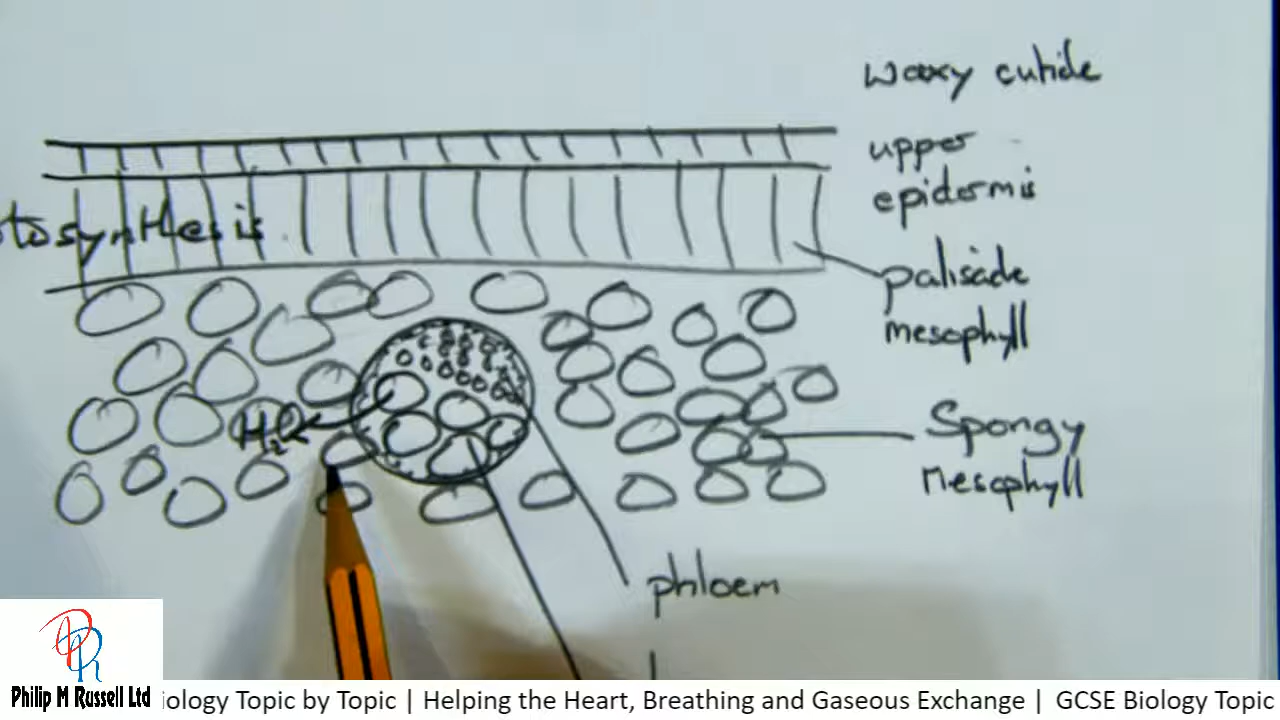 waxy cuticle
upper
epidermis
tosynthesis
palisade
mesophyll
H₂O
Spongy
mesophyll
phloem
Philip M Russell Ltd
iology Topic by Topic | Helping the Heart, Breathing and Gaseous Exchange | GCSE Biology Topic